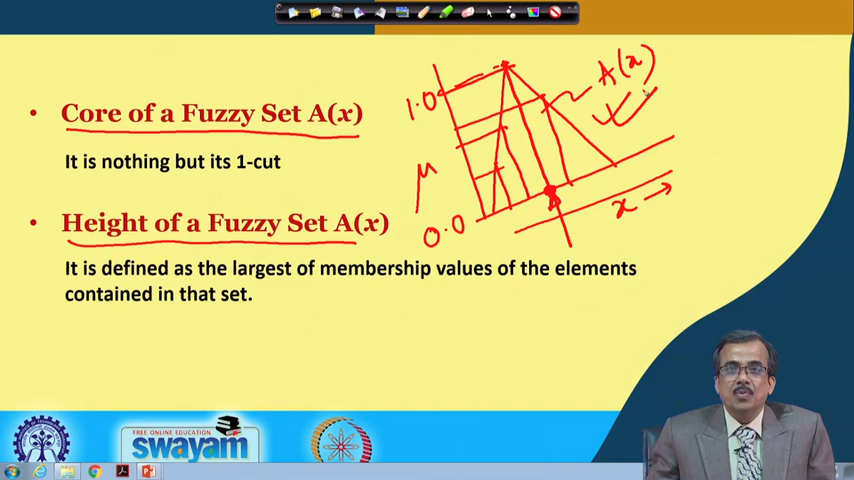 • Core of a Fuzzy Set A(x)
It is nothing but its 1-cut
• Height of a Fuzzy Set A(x)
It is defined as the largest of membership values of the elements
contained in that set.
1.0
μ
0.0
A(x)
x
FREE ONLINE EDUCATION
swayam